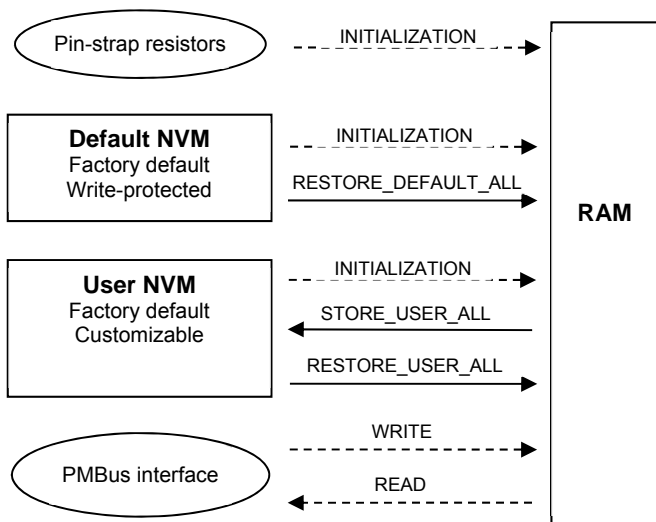 Pin-strap resistors
INITIALIZATION
Default NVM
Factory default
Write-protected
INITIALIZATION
RESTORE_DEFAULT_ALL
RAM
User NVM
Factory default
Customizable
INITIALIZATION
STORE_USER_ALL
RESTORE_USER_ALL
PMBus interface
WRITE
READ